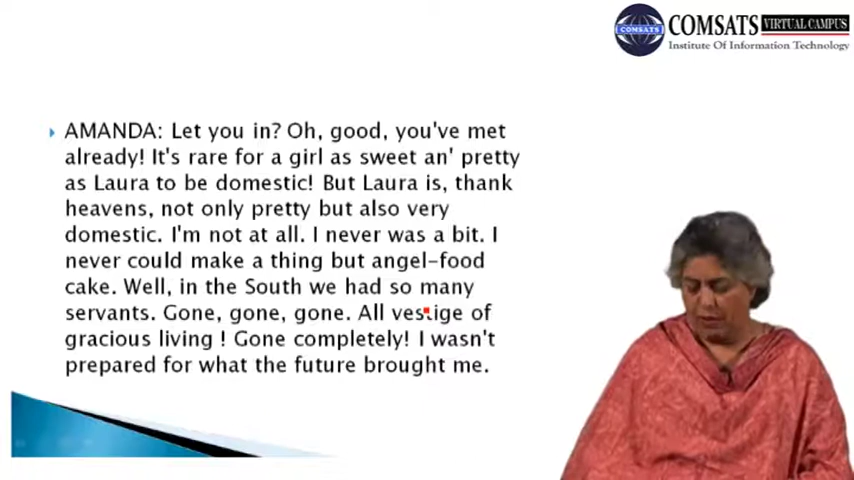 COMSATS VIRTUAL CAMPUS
Institute Of Information Technology
COMSATS
AMANDA: Let you in? Oh, good, you've met
already! It's rare for a girl as sweet an' pretty
as Laura to be domestic! But Laura is, thank
heavens, not only pretty but also very
domestic. I'm not at all. I never was a bit. I
never could make a thing but angel-food
cake. Well, in the South we had so many
servants. Gone, gone, gone. All vestige of
gracious living ! Gone completely! I wasn't
prepared for what the future brought me.